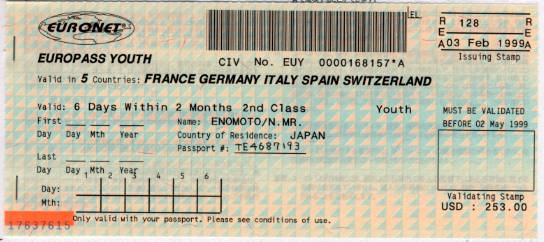 EURONET
R 128 R
E E
A 03 Feb 1999 A
Issuing Stamp
EUROPASS YOUTH
CIV No. EUY 0000168157*A
Valid in 5 Countries: FRANCE GERMANY ITALY SPAIN SWITZERLAND
Valid: 6 Days Within 2 Months 2nd Class Youth
MUST BE VALIDATED
BEFORE 02 May 1999
First
Name: ENOMOTO/N.MR.
Day Day Mth Year
Country of Residence: JAPAN
Passport #: TE4687193
Last
Day Day Mth Year
1 2 3 4 5 6
Day:
Mth:
Validating Stamp
USD : 253.00
Only valid with your passport. Please see conditions of use.
17637615